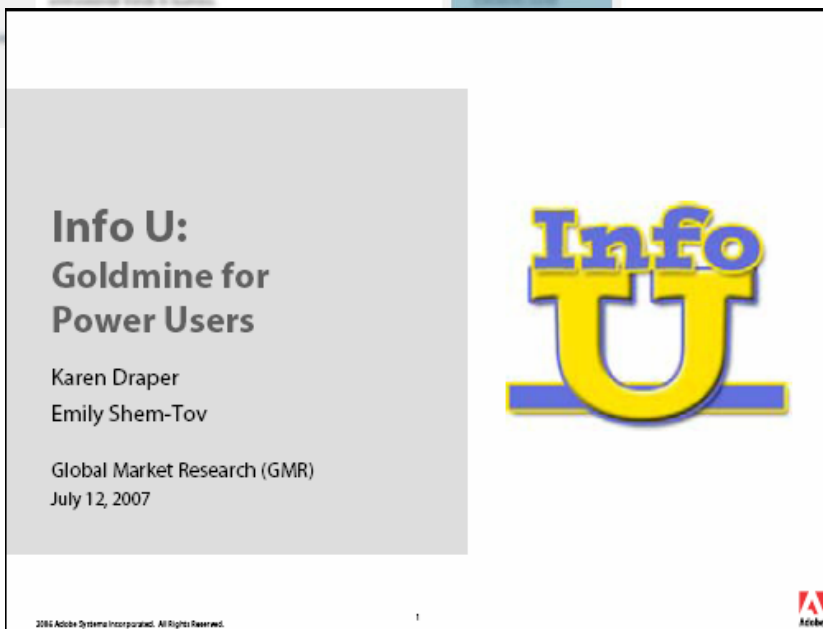 Info U:
Goldmine for
Power Users
Karen Draper
Emily Shem-Tov
Global Market Research (GMR)
July 12, 2007
Info
U
2006 Adobe Systems Incorporated. All Rights Reserved.
1
Adobe